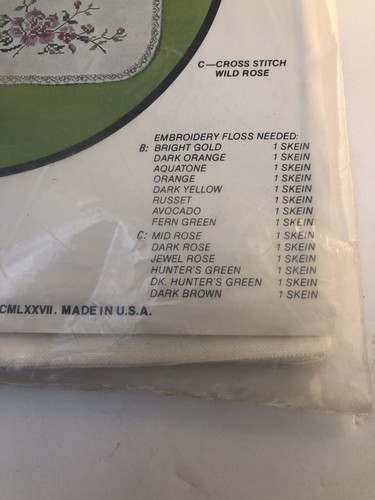 C—CROSS STITCH
WILD ROSE
EMBROIDERY FLOSS NEEDED:
B: BRIGHT GOLD 1 SKEIN
DARK ORANGE 1 SKEIN
AQUATONE 1 SKEIN
ORANGE 1 SKEIN
DARK YELLOW 1 SKEIN
RUSSET 1 SKEIN
AVOCADO 1 SKEIN
FERN GREEN 1 SKEIN
C: MID ROSE 1 SKEIN
DARK ROSE 1 SKEIN
JEWEL ROSE 1 SKEIN
HUNTER'S GREEN 1 SKEIN
DK. HUNTER'S GREEN 1 SKEIN
DARK BROWN 1 SKEIN
CMLXXVII. MADE IN U.S.A.